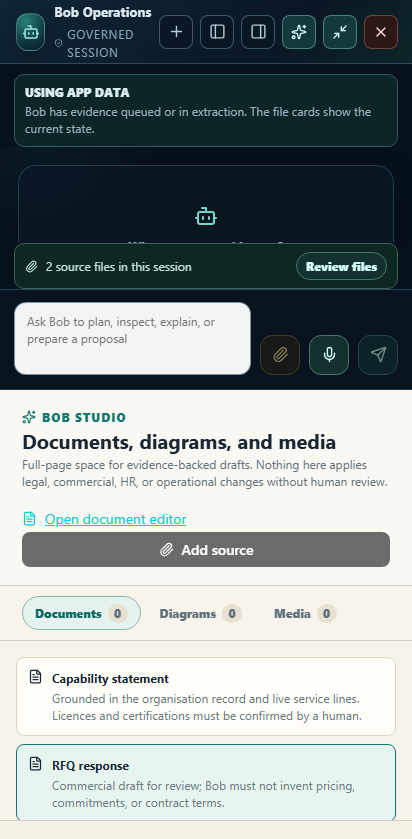 Bob Operations
GOVERNED
SESSION
USING APP DATA
Bob has evidence queued or in extraction. The file cards show the
current state.
2 source files in this session
Review files
Ask Bob to plan, inspect, explain, or
prepare a proposal
BOB STUDIO
Documents, diagrams, and media
Full-page space for evidence-backed drafts. Nothing here applies
legal, commercial, HR, or operational changes without human review.
Open document editor
Add source
Documents 0 Diagrams 0 Media 0
Capability statement
Grounded in the organisation record and live service lines.
Licences and certifications must be confirmed by a human.
RFQ response
Commercial draft for review; Bob must not invent pricing,
commitments, or contract terms.